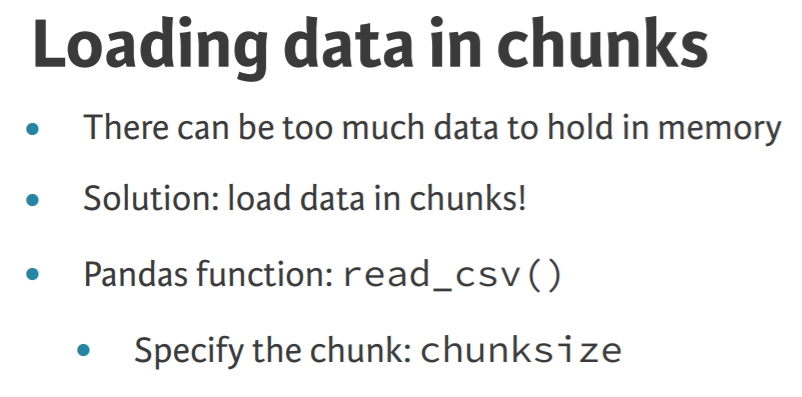 Loading data in chunks
• There can be too much data to hold in memory
• Solution: load data in chunks!
• Pandas function: read_csv()
• Specify the chunk: chunksize